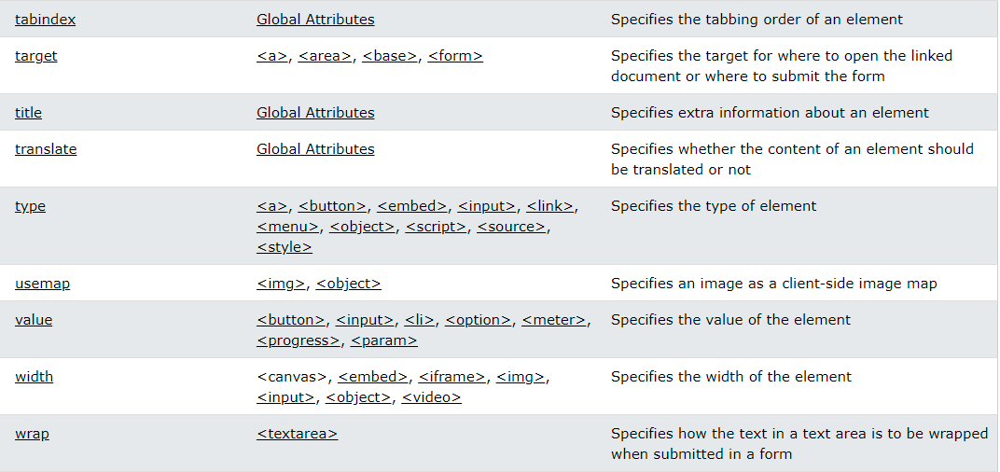 tabindex Global Attributes Specifies the tabbing order of an element
target <a>, <area>, <base>, <form> Specifies the target for where to open the linked
document or where to submit the form
title Global Attributes Specifies extra information about an element
translate Global Attributes Specifies whether the content of an element should
be translated or not
type <a>, <button>, <embed>, <input>, <link>, Specifies the type of element
<menu>, <object>, <script>, <source>,
<style>
usemap <img>, <object> Specifies an image as a client-side image map
value <button>, <input>, <li>, <option>, <meter>, Specifies the value of the element
<progress>, <param>
width <canvas>, <embed>, <iframe>, <img>, Specifies the width of the element
<input>, <object>, <video>
wrap <textarea> Specifies how the text in a text area is to be wrapped
when submitted in a form